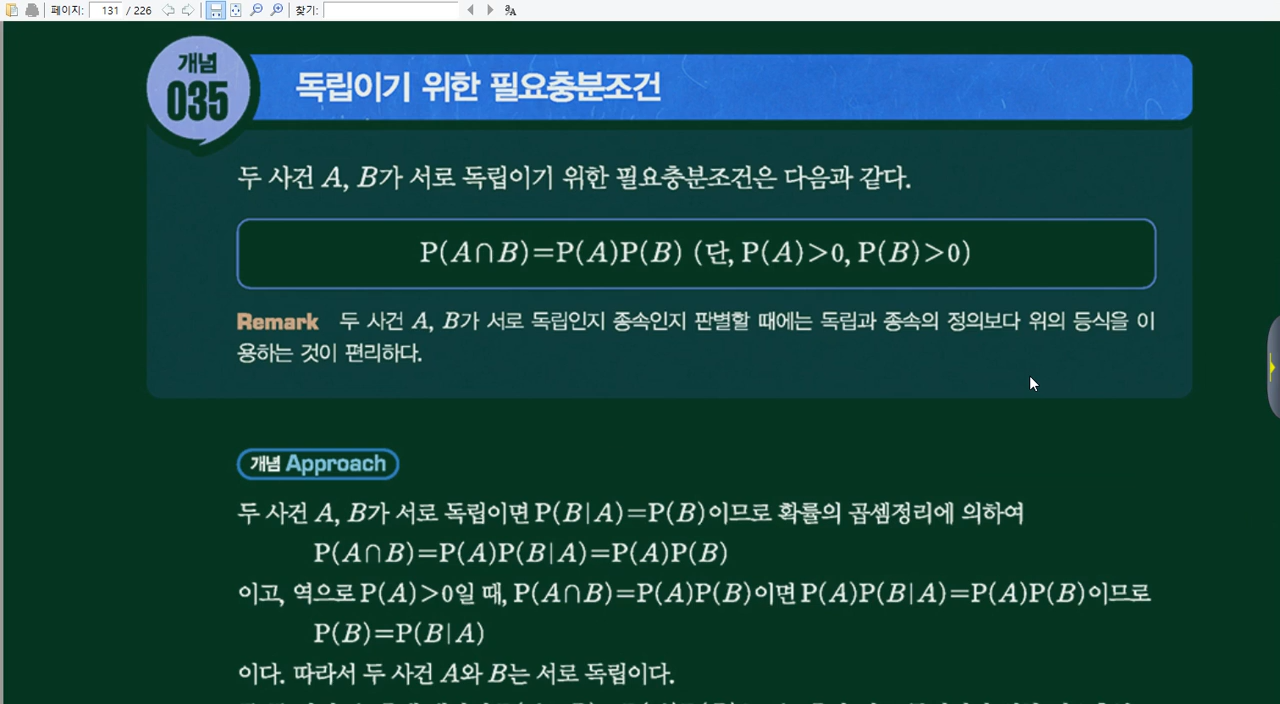 페이지: 131 / 226 찾기:
개념
035
독립이기 위한 필요충분조건
두 사건 A, B가 서로 독립이기 위한 필요충분조건은 다음과 같다.
P(A∩B)=P(A)P(B) (단, P(A)>0, P(B)>0)
Remark 두 사건 A, B가 서로 독립인지 종속인지 판별할 때에는 독립과 종속의 정의보다 위의 등식을 이
용하는 것이 편리하다.
개념 Approach
두 사건 A, B가 서로 독립이면 P(B|A)=P(B)이므로 확률의 곱셈정리에 의하여
P(A∩B)=P(A)P(B|A)=P(A)P(B)
이고, 역으로 P(A)>0일 때, P(A∩B)=P(A)P(B)이면 P(A)P(B|A)=P(A)P(B)이므로
P(B)=P(B|A)
이다. 따라서 두 사건 A와 B는 서로 독립이다.